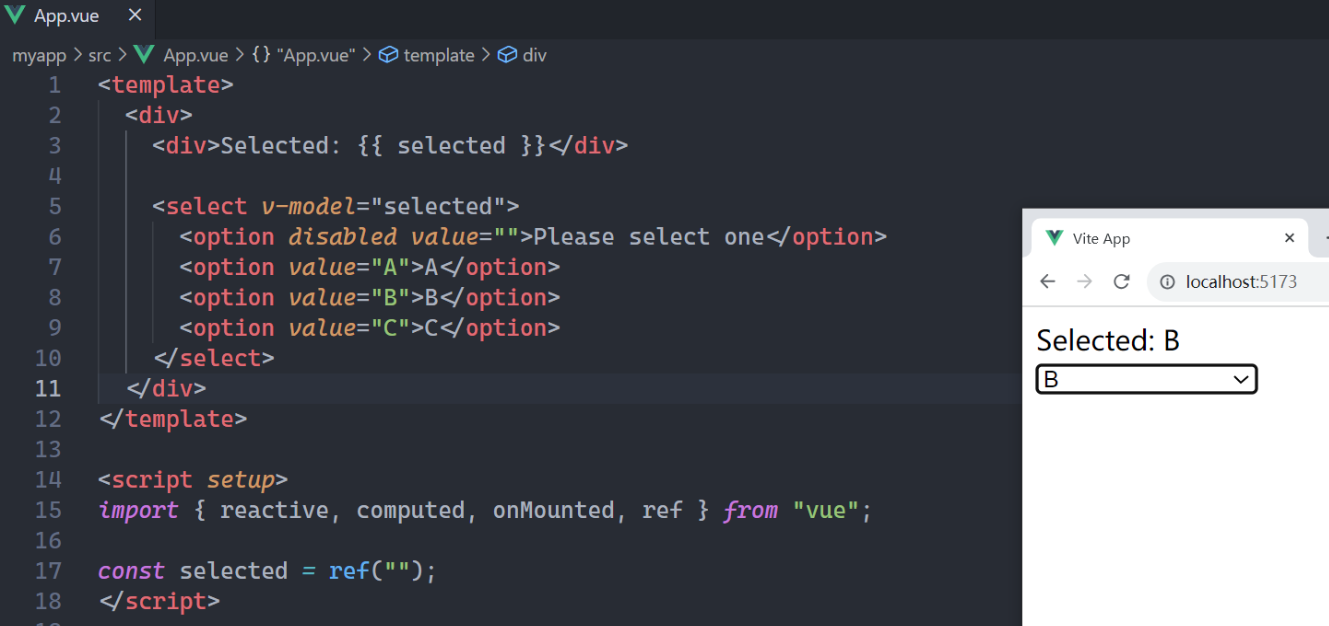 App.vue
myapp > src > App.vue > {} "App.vue" > template > div
1 <template>
2   <div>
3     <div>Selected: {{ selected }}</div>
4
5     <select v-model="selected">
6       <option disabled value="">Please select one</option>
7       <option value="A">A</option>
8       <option value="B">B</option>
9       <option value="C">C</option>
10     </select>
11   </div>
12 </template>
13
14 <script setup>
15 import { reactive, computed, onMounted, ref } from "vue";
16
17 const selected = ref("");
18 </script>
Vite App
localhost:5173
Selected: B
B